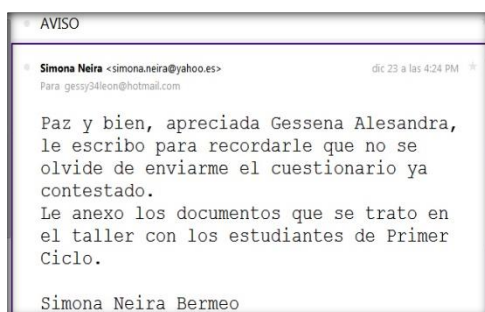 AVISO
Simona Neira <simona.neira@yahoo.es> dic 23 a las 4:24 PM
Para gessy34leon@hotmail.com
Paz y bien, apreciada Gessena Alesandra,
le escribo para recordarle que no se
olvide de enviarme el cuestionario ya
contestado.
Le anexo los documentos que se trato en
el taller con los estudiantes de Primer
Ciclo.
Simona Neira Bermeo